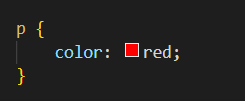 p {
    color: red;
}